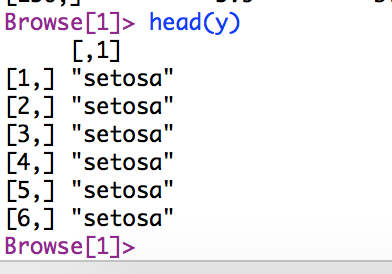 Browse[1]> head(y)
[,1]
[1,] "setosa"
[2,] "setosa"
[3,] "setosa"
[4,] "setosa"
[5,] "setosa"
[6,] "setosa"
Browse[1]>